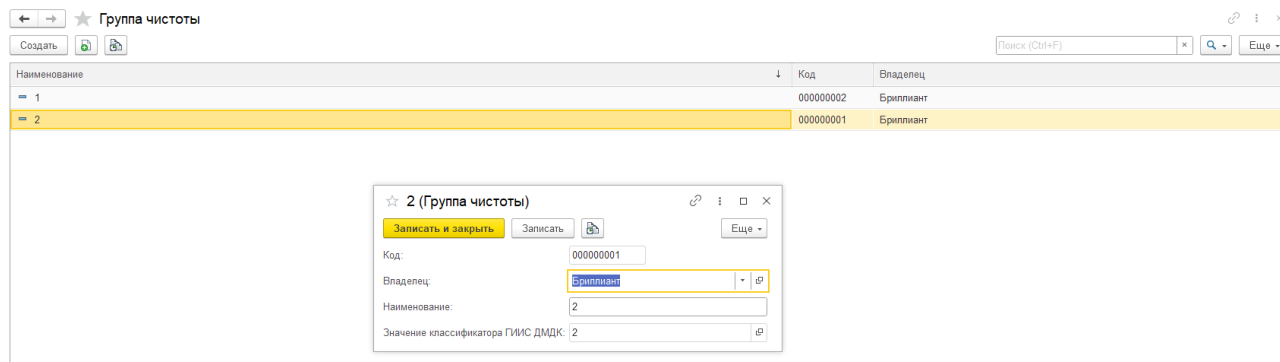 Группа чистоты
Создать Поиск (Ctrl+F) × Еще
Наименование ↓ Код Владелец
1 000000002 Бриллиант
2 000000001 Бриллиант
2 (Группа чистоты)
Записать и закрыть Записать Еще
Код: 000000001
Владелец: Бриллиант
Наименование: 2
Значение классификатора ГИИС ДМДК: 2